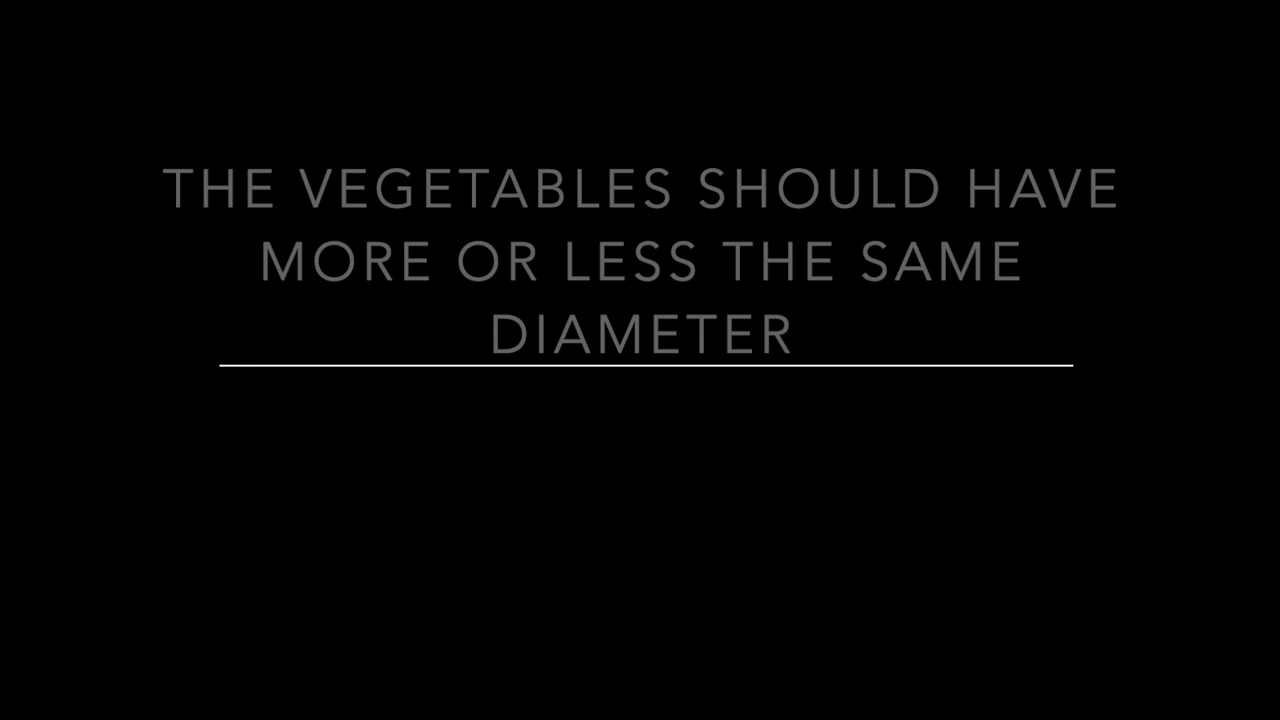 THE VEGETABLES SHOULD HAVE
MORE OR LESS THE SAME
DIAMETER